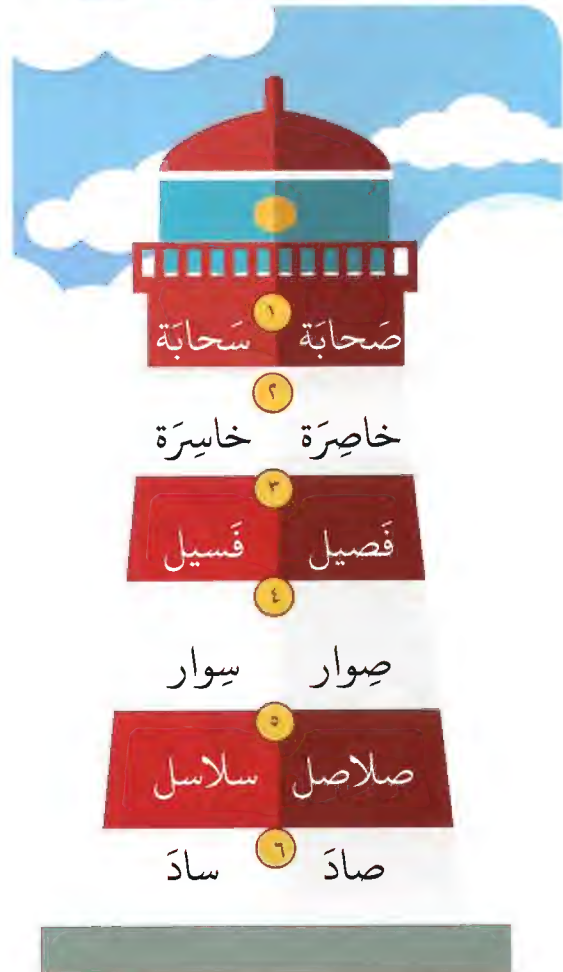 ١
صَحابَة سَحابَة
٢
خاصِرَة خاسِرَة
٣
فَصيل فَسيل
٤
صِوار سِوار
٥
صلاصل سلاسل
٦
صادَ سادَ